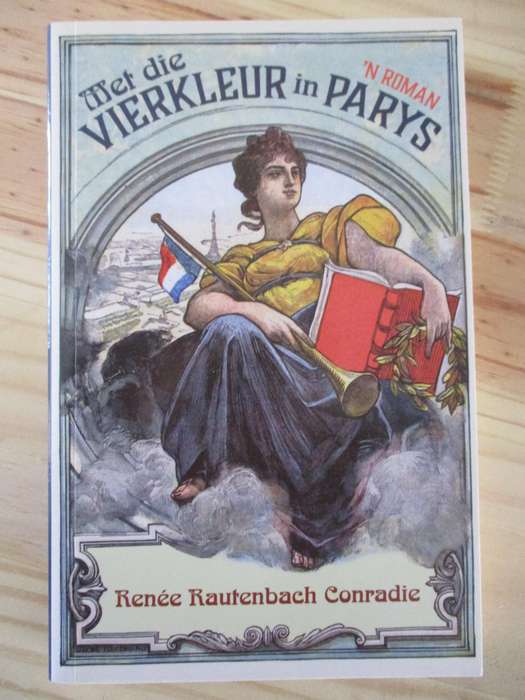 Met die
VIERKLEUR in PARYS
'N ROMAN
Renée Rautenbach Conradie